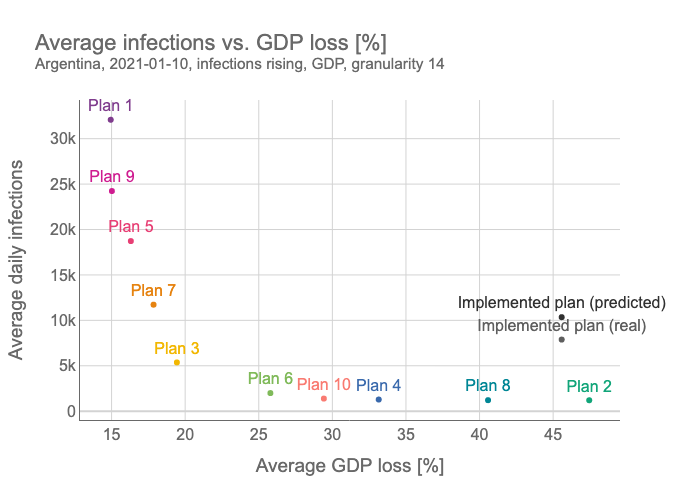 Average infections vs. GDP loss [%]
Argentina, 2021-01-10, infections rising, GDP, granularity 14
Plan 1
30k
Plan 9
25k
Plan 5
20k
Plan 7
15k
Implemented plan (predicted)
10k
Implemented plan (real)
Plan 3
5k
Plan 6
Plan 10
Plan 4
Plan 8
Plan 2
0
15
20
25
30
35
40
45
Average GDP loss [%]
Average daily infections